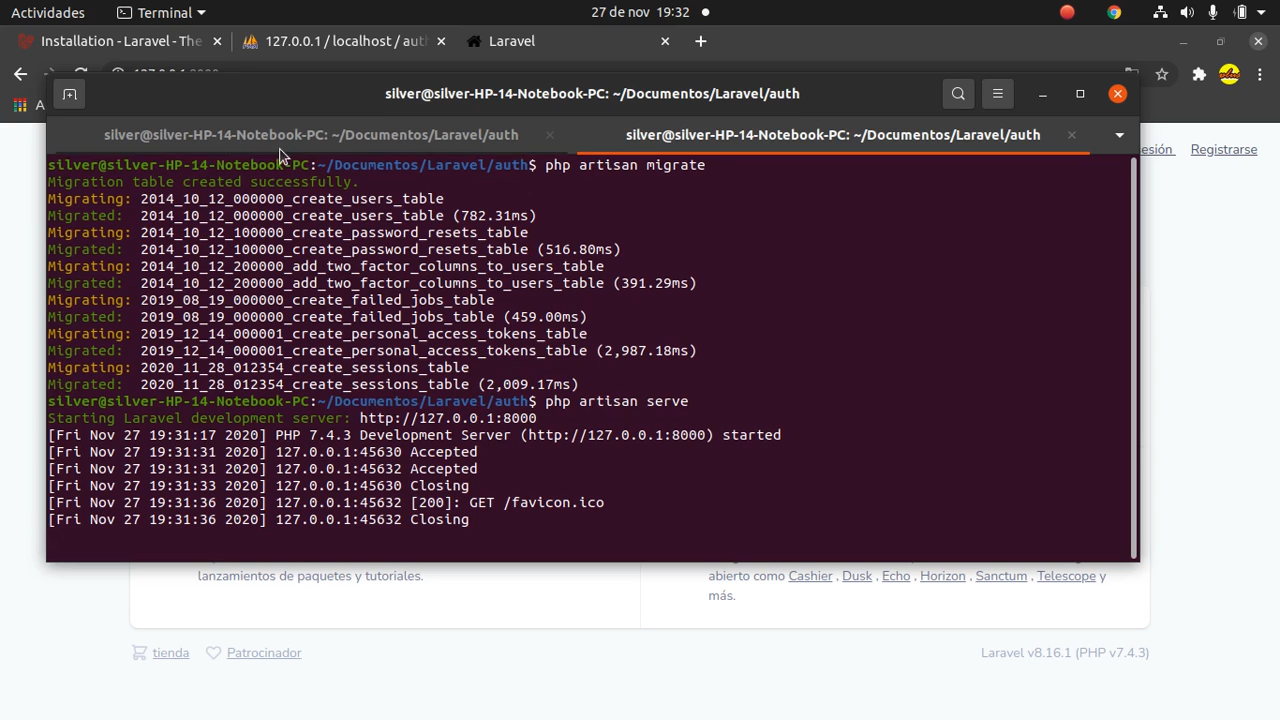 Actividades
Terminal
27 de nov 19:32
Installation - Laravel - The
127.0.0.1 / localhost / aut
Laravel
silver@silver-HP-14-Notebook-PC: ~/Documentos/Laravel/auth
silver@silver-HP-14-Notebook-PC: ~/Documentos/Laravel/auth
silver@silver-HP-14-Notebook-PC: ~/Documentos/Laravel/auth
esión
Registrarse
silver@silver-HP-14-Notebook-PC:~/Documentos/Laravel/auth$ php artisan migrate
Migration table created successfully.
Migrating: 2014_10_12_000000_create_users_table
Migrated: 2014_10_12_000000_create_users_table (782.31ms)
Migrating: 2014_10_12_100000_create_password_resets_table
Migrated: 2014_10_12_100000_create_password_resets_table (516.80ms)
Migrating: 2014_10_12_200000_add_two_factor_columns_to_users_table
Migrated: 2014_10_12_200000_add_two_factor_columns_to_users_table (391.29ms)
Migrating: 2019_08_19_000000_create_failed_jobs_table
Migrated: 2019_08_19_000000_create_failed_jobs_table (459.00ms)
Migrating: 2019_12_14_000001_create_personal_access_tokens_table
Migrated: 2019_12_14_000001_create_personal_access_tokens_table (2,987.18ms)
Migrating: 2020_11_28_012354_create_sessions_table
Migrated: 2020_11_28_012354_create_sessions_table (2,009.17ms)
silver@silver-HP-14-Notebook-PC:~/Documentos/Laravel/auth$ php artisan serve
Starting Laravel development server: http://127.0.0.1:8000
[Fri Nov 27 19:31:17 2020] PHP 7.4.3 Development Server (http://127.0.0.1:8000) started
[Fri Nov 27 19:31:31 2020] 127.0.0.1:45630 Accepted
[Fri Nov 27 19:31:31 2020] 127.0.0.1:45632 Accepted
[Fri Nov 27 19:31:33 2020] 127.0.0.1:45630 Closing
[Fri Nov 27 19:31:36 2020] 127.0.0.1:45632 [200]: GET /favicon.ico
[Fri Nov 27 19:31:36 2020] 127.0.0.1:45632 Closing
lanzamientos de paquetes y tutoriales.
abierto como Cashier , Dusk , Echo , Horizon , Sanctum , Telescope y
más.
tienda
Patrocinador
Laravel v8.16.1 (PHP v7.4.3)